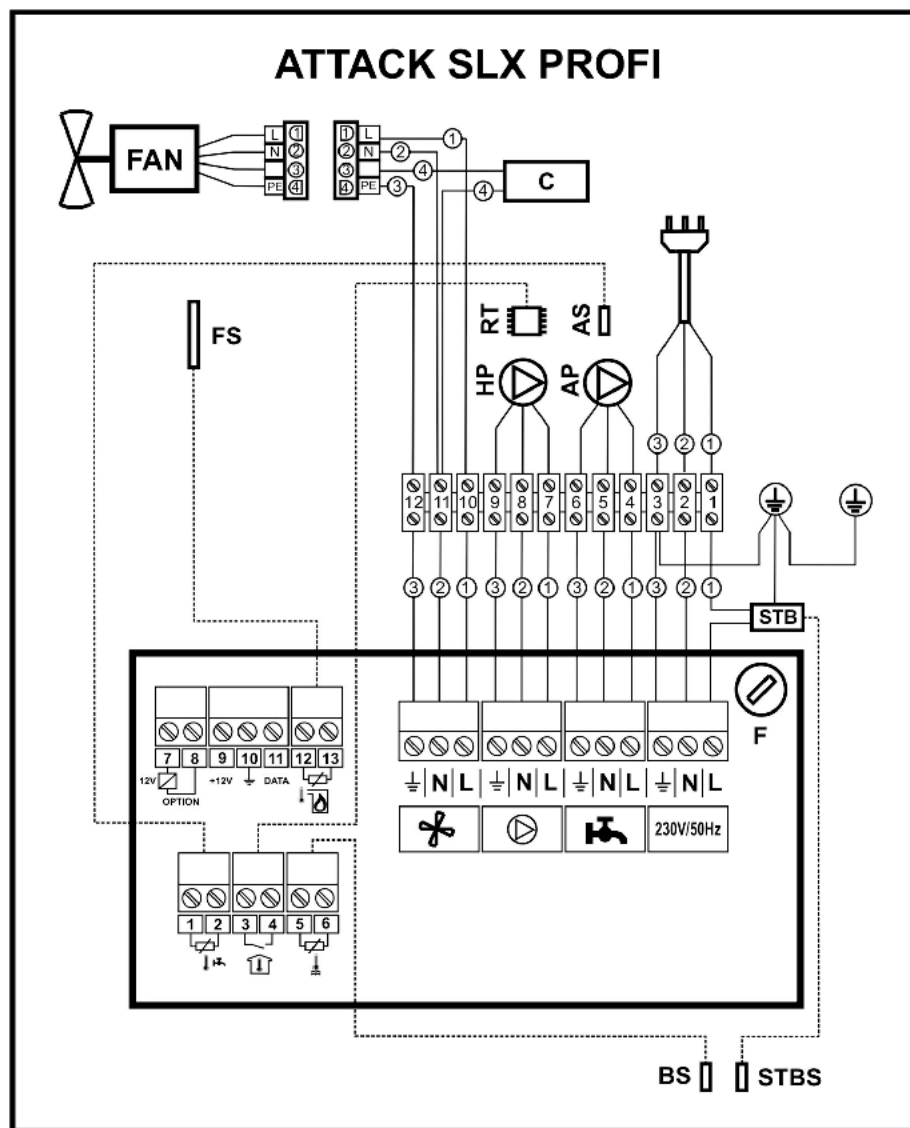 ATTACK SLX PROFI
FAN
L 1
N 2
3
PE 4
1 L
2 N
3
4 PE
1
2
4
3
4
C
FS
RT
AS
HP
AP
3 2 1
12 11 10 9 8 7 6 5 4 3 2 1
3 2 1 3 2 1 3 2 1 3 2 1
STB
F
7 8 9 10 11 12 13
12V +12V DATA
OPTION
N L N L N L N L
230V/50Hz
1 2 3 4 5 6
BS STBS